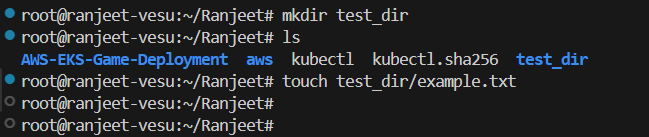 root@ranjeet-vesu:~/Ranjeet# mkdir test_dir
root@ranjeet-vesu:~/Ranjeet# ls
AWS-EKS-Game-Deployment  aws  kubectl  kubectl.sha256  test_dir
root@ranjeet-vesu:~/Ranjeet# touch test_dir/example.txt
root@ranjeet-vesu:~/Ranjeet#
root@ranjeet-vesu:~/Ranjeet#